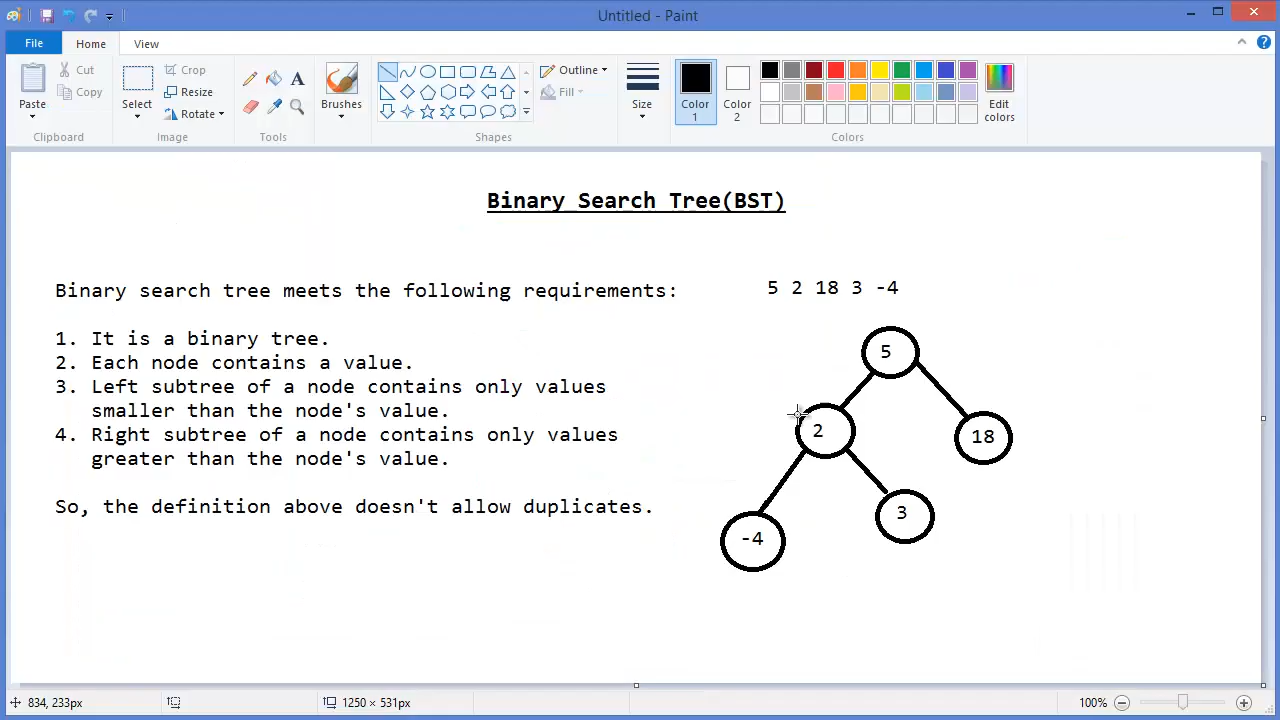 Untitled - Paint
File Home View
Paste
Cut
Copy
Clipboard
Select
Crop
Resize
Rotate
Image
A
Tools
Brushes
Outline
Fill
Shapes
Size
Color 1
Color 2
Edit colors
Colors
Binary Search Tree(BST)
Binary search tree meets the following requirements:
1. It is a binary tree.
2. Each node contains a value.
3. Left subtree of a node contains only values
smaller than the node's value.
4. Right subtree of a node contains only values
greater than the node's value.
So, the definition above doesn't allow duplicates.
5 2 18 3 -4
5
2
18
-4
3
834, 233px
1250 × 531px
100%